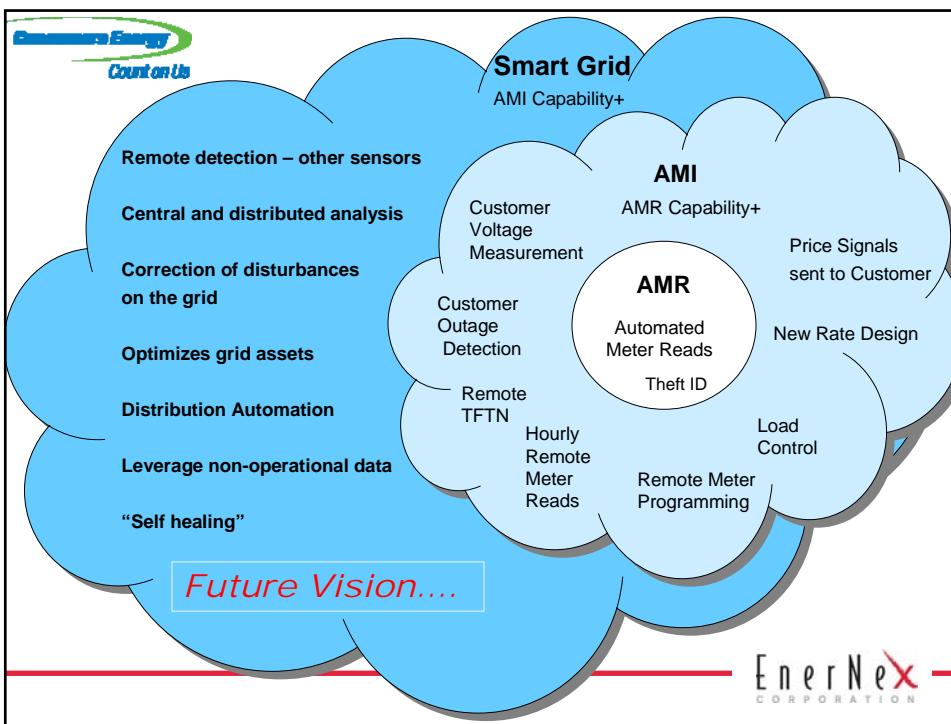 Consumers Energy
Count on Us
Smart Grid
AMI Capability+
Remote detection – other sensors
Central and distributed analysis
Correction of disturbances
on the grid
Optimizes grid assets
Distribution Automation
Leverage non-operational data
“Self healing”
Future Vision....
AMI
AMR Capability+
Customer
Voltage
Measurement
Customer
Outage
Detection
Remote
TFTN
Hourly
Remote
Meter
Reads
Remote Meter
Programming
Load
Control
New Rate Design
Price Signals
sent to Customer
AMR
Automated
Meter Reads
Theft ID
EnerNex
CORPORATION